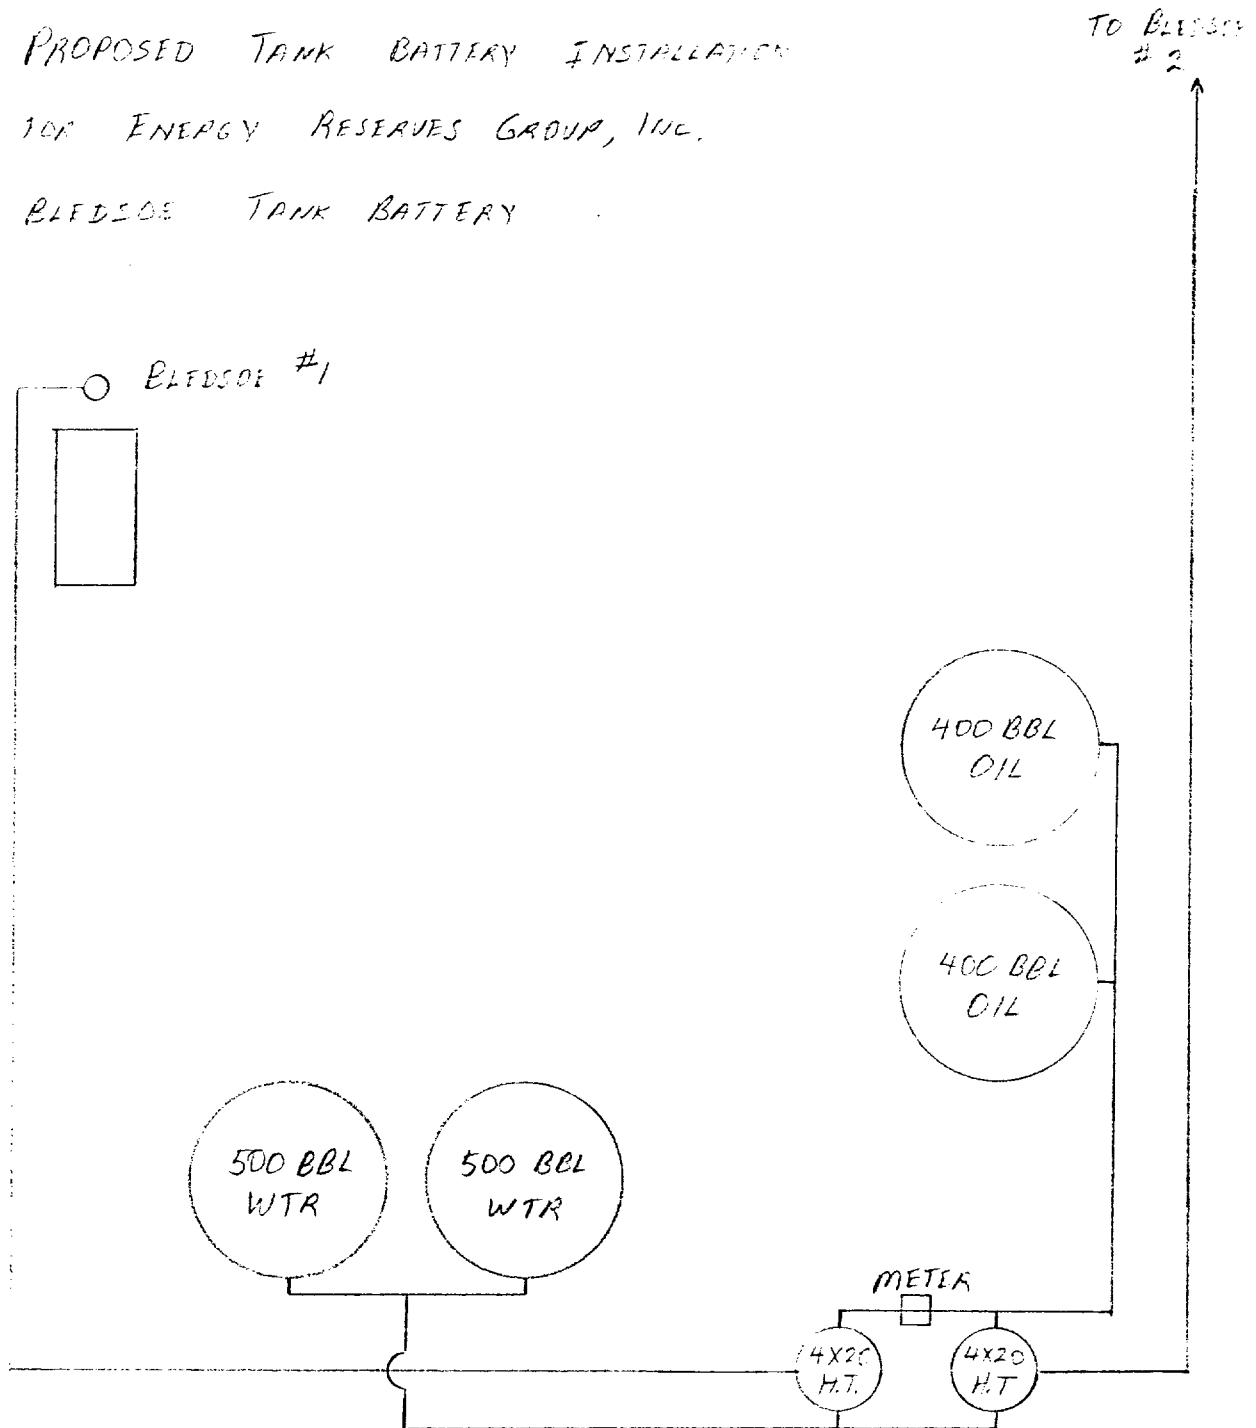 PROPOSED TANK BATTERY INSTALLATION
TO BLEDSOE
# 2
FOR ENERGY RESERVES GROUP, INC.
BLEDSOE TANK BATTERY
BLEDSOE #1
400 BBL
OIL
400 BBL
OIL
500 BBL
WTR
500 BBL
WTR
METER
4X20
H.T.
4X20
H.T